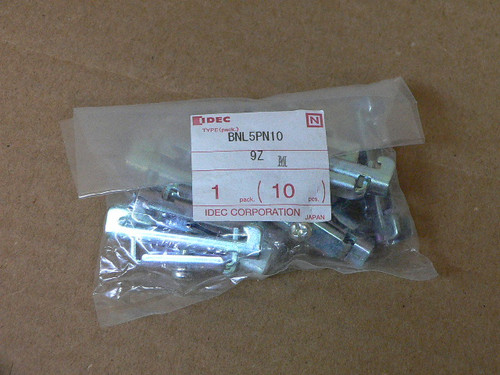 IDEC
N
TYPE(pack.)
BNL5PN10
9Z M
1 pack. (10 pcs.)
IDEC CORPORATION JAPAN